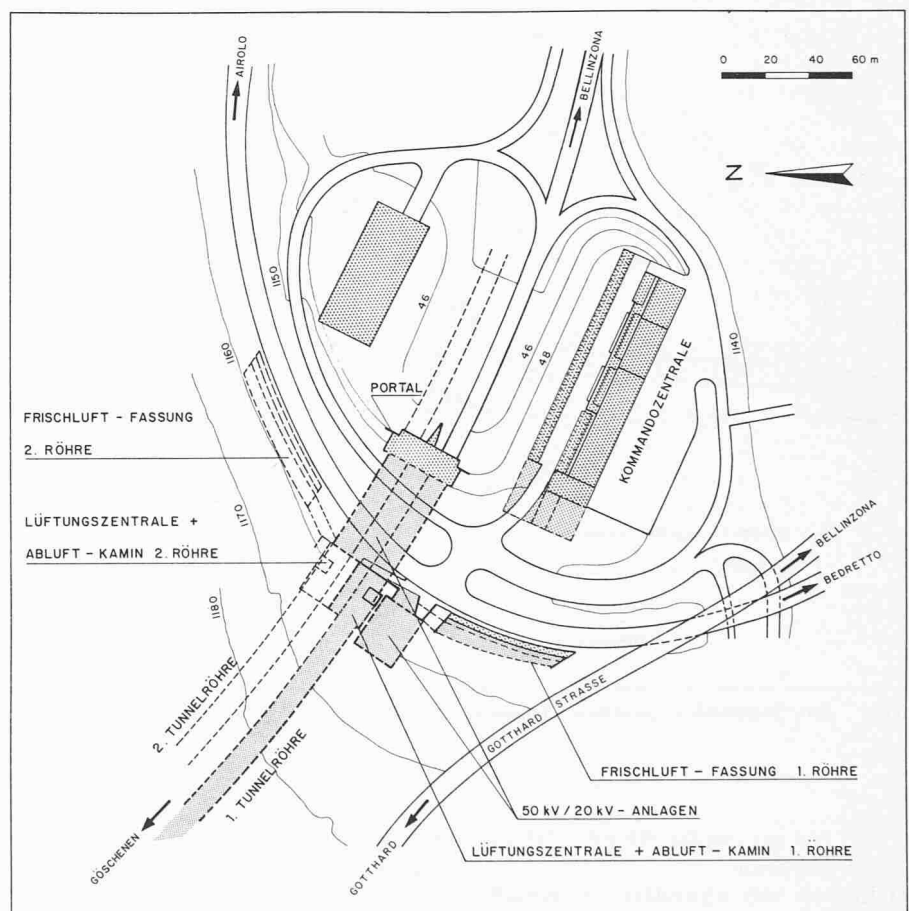 AIROLO
BELLINZONA
0 20 40 60 m
N
1150
1160
46
46
48
1140
PORTAL
KOMMANDOZENTRALE
FRISCHLUFT - FASSUNG
2. RÖHRE
1170
LÜFTUNGSZENTRALE +
ABLUFT - KAMIN 2. RÖHRE
1180
BELLINZONA
BEDRETTO
2. TUNNELRÖHRE
1. TUNNELRÖHRE
GOTTHARD STRASSE
FRISCHLUFT - FASSUNG 1. RÖHRE
50 kV / 20 kV - ANLAGEN
LÜFTUNGSZENTRALE + ABLUFT - KAMIN 1. RÖHRE
GÖSCHENEN
GOTTHARD